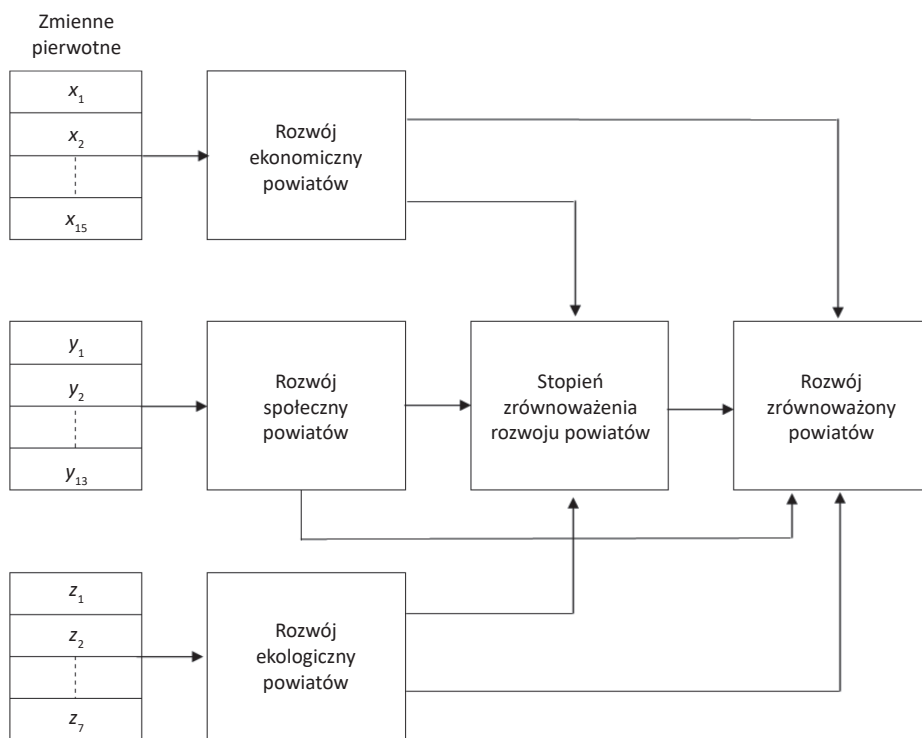 Zmienne
pierwotne
x₁
x₂
x₁₅
Rozwój
ekonomiczny
powiatów
y₁
y₂
y₁₃
Rozwój
społeczny
powiatów
Stopień
zrównoważenia
rozwoju powiatów
Rozwój
zrównoważony
powiatów
z₁
z₂
z₇
Rozwój
ekologiczny
powiatów